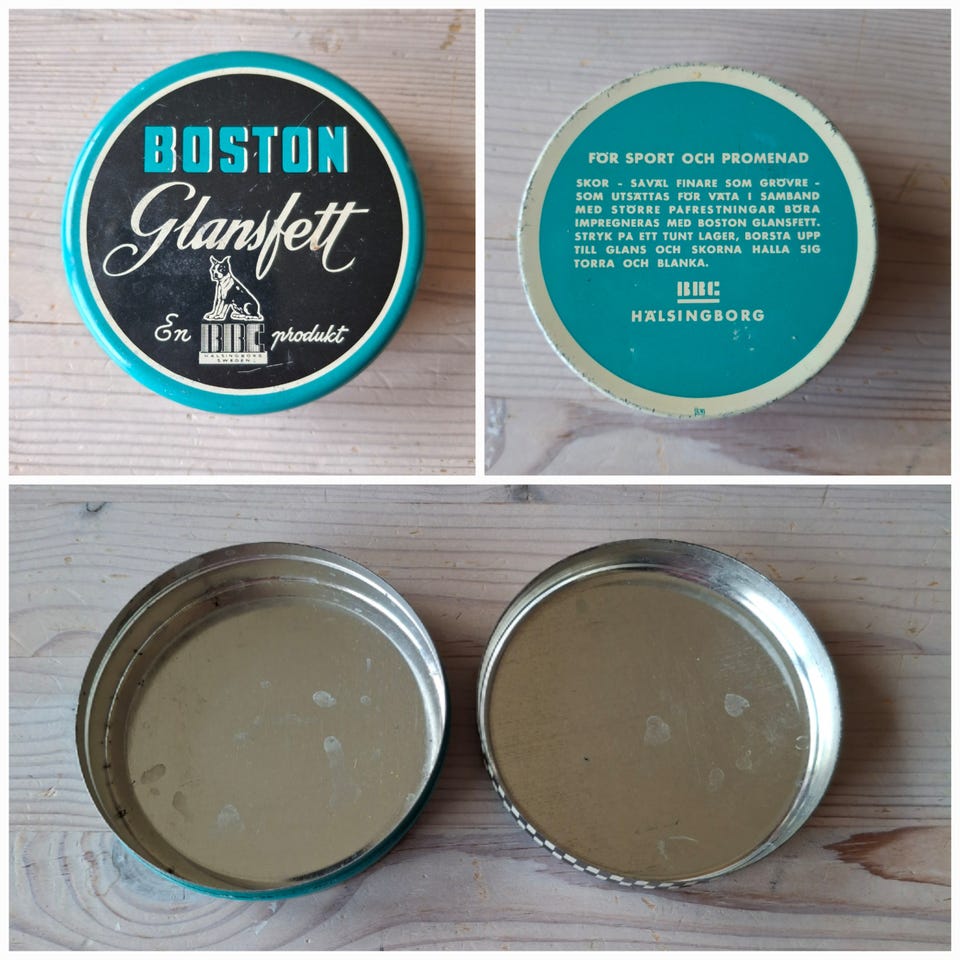 BOSTON
Glansfett
En BBC produkt
HÄLSINGBORG
SWEDEN
FÖR SPORT OCH PROMENAD
SKOR - SÅVÄL FINARE SOM GRÖVRE -
SOM UTSÄTTAS FÖR VÄTA I SAMBAND
MED STÖRRE PÅFRESTNINGAR BÖRA
IMPREGNERAS MED BOSTON GLANSFETT.
STRYK PÅ ETT TUNT LAGER, BORSTA UPP
TILL GLANS OCH SKORNA HÅLLA SIG
TORRA OCH BLANKA.
BBC
HÄLSINGBORG